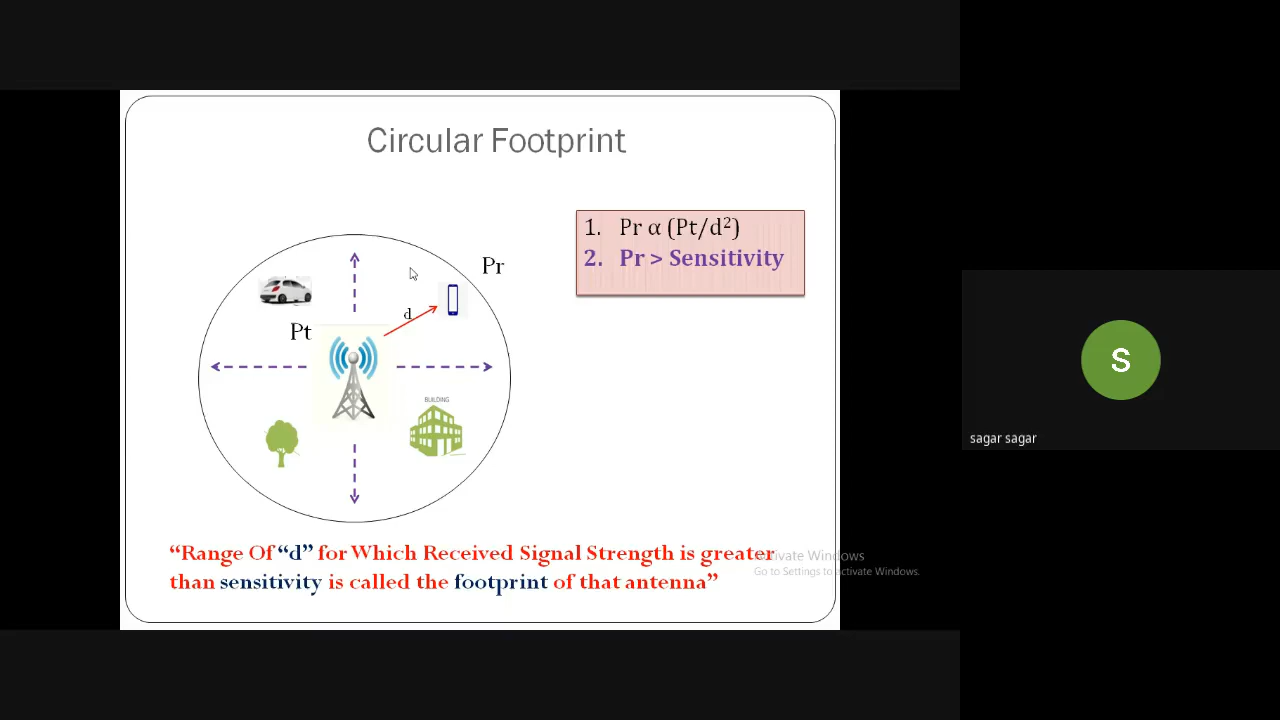 Circular Footprint
1. Pr α (Pt/d²)
2. Pr > Sensitivity
Pr
d
Pt
BUILDING
“Range Of “d” for Which Received Signal Strength is greater
than sensitivity is called the footprint of that antenna”
Activate Windows
Go to Settings to activate Windows.
S
sagar sagar